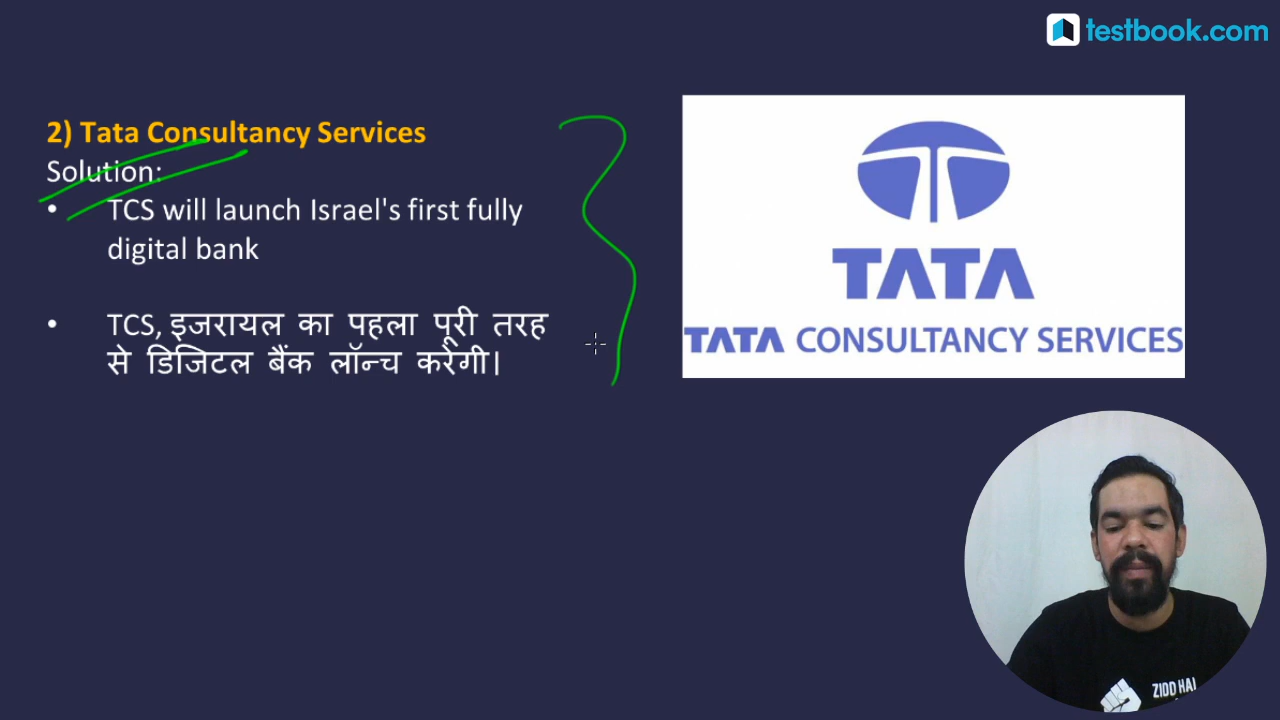 testbook.com
2) Tata Consultancy Services
Solution:
• TCS will launch Israel's first fully
digital bank
• TCS, इजरायल का पहला पूरी तरह
से डिजिटल बैंक लॉन्च करेगी।
TATA
TATA CONSULTANCY SERVICES
ZIDD HAI